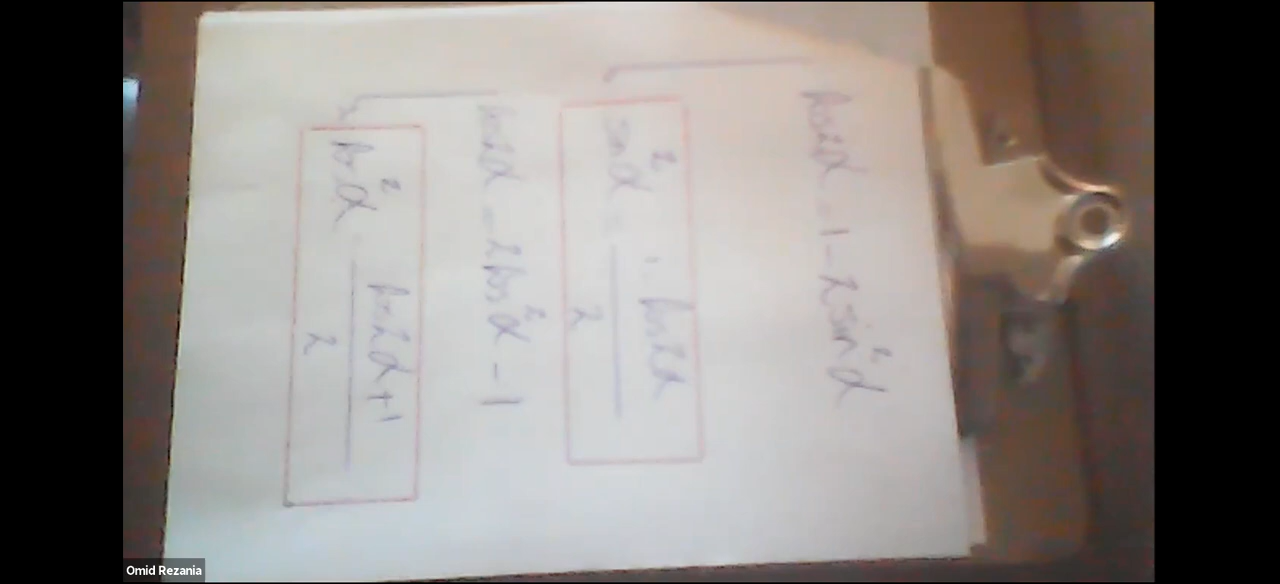 cos2α = 1 - 2sin²α
sin²α = (1 - cos2α) / 2
cos2α = 2cos²α - 1
cos²α = (cos2α + 1) / 2
Omid Rezania